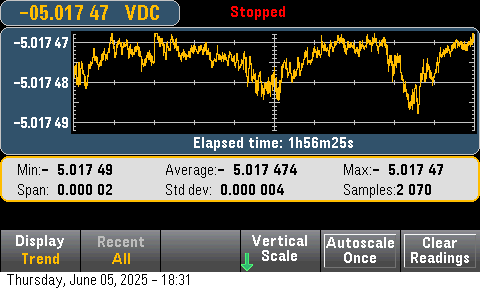 −05.017 47 VDC
Stopped
-5.017 47
-5.017 48
-5.017 49
Elapsed time: 1h56m25s
Min:− 5.017 49 Average:− 5.017 474 Max:− 5.017 47
Span: 0.000 02 Std dev: 0.000 004 Samples:2 070
Display Recent Vertical Autoscale Clear
Trend All Scale Once Readings
Thursday, June 05, 2025 - 18:31